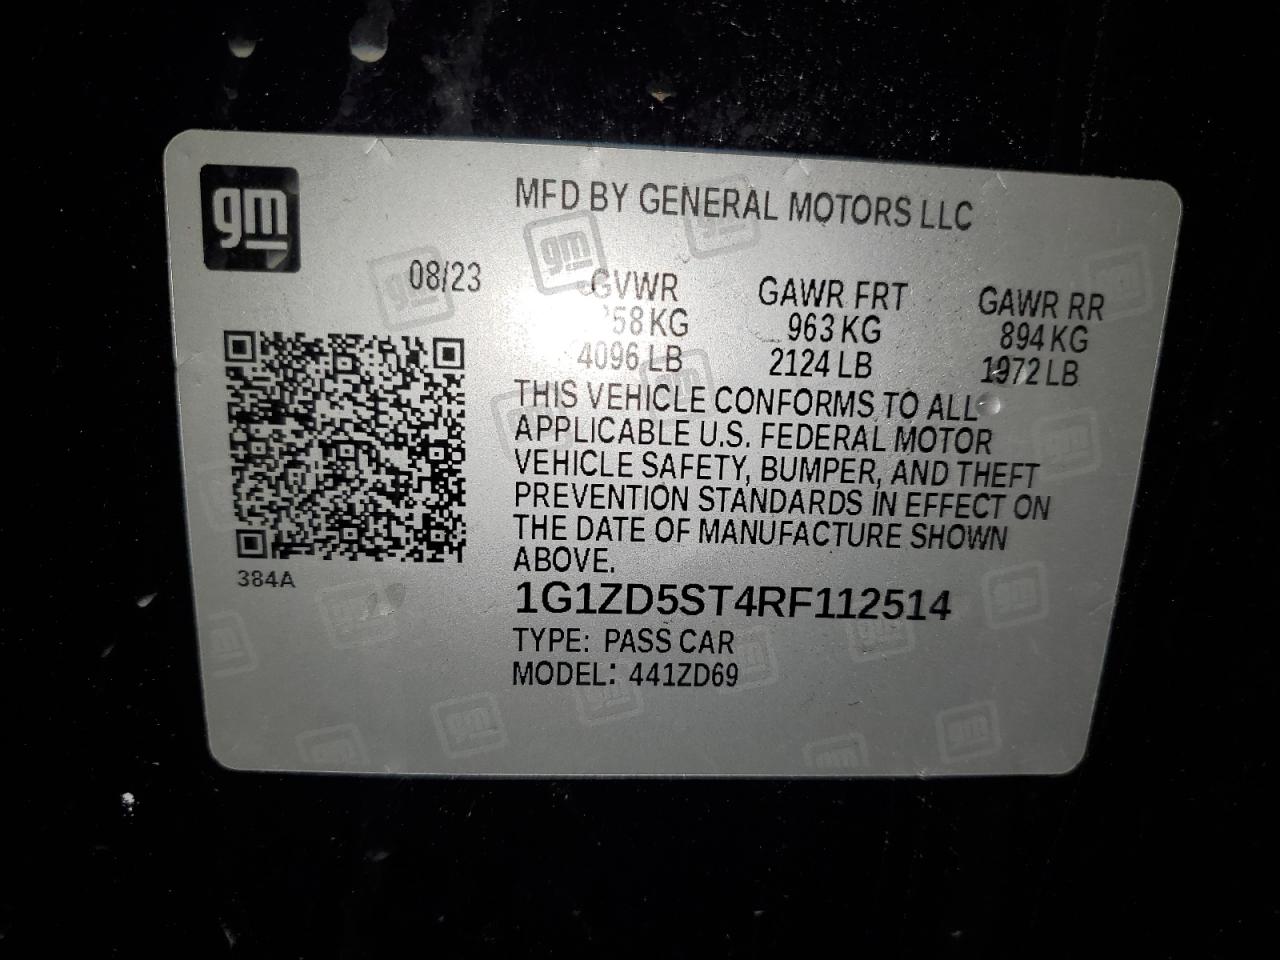 gm
MFD BY GENERAL MOTORS LLC
08/23
GVWR GAWR FRT GAWR RR
963 KG 894 KG
4096 LB 2124 LB 1972 LB
THIS VEHICLE CONFORMS TO ALL
APPLICABLE U.S. FEDERAL MOTOR
VEHICLE SAFETY, BUMPER, AND THEFT
PREVENTION STANDARDS IN EFFECT ON
THE DATE OF MANUFACTURE SHOWN
ABOVE.
384A
1G1ZD5ST4RF112514
TYPE: PASS CAR
MODEL: 441ZD69